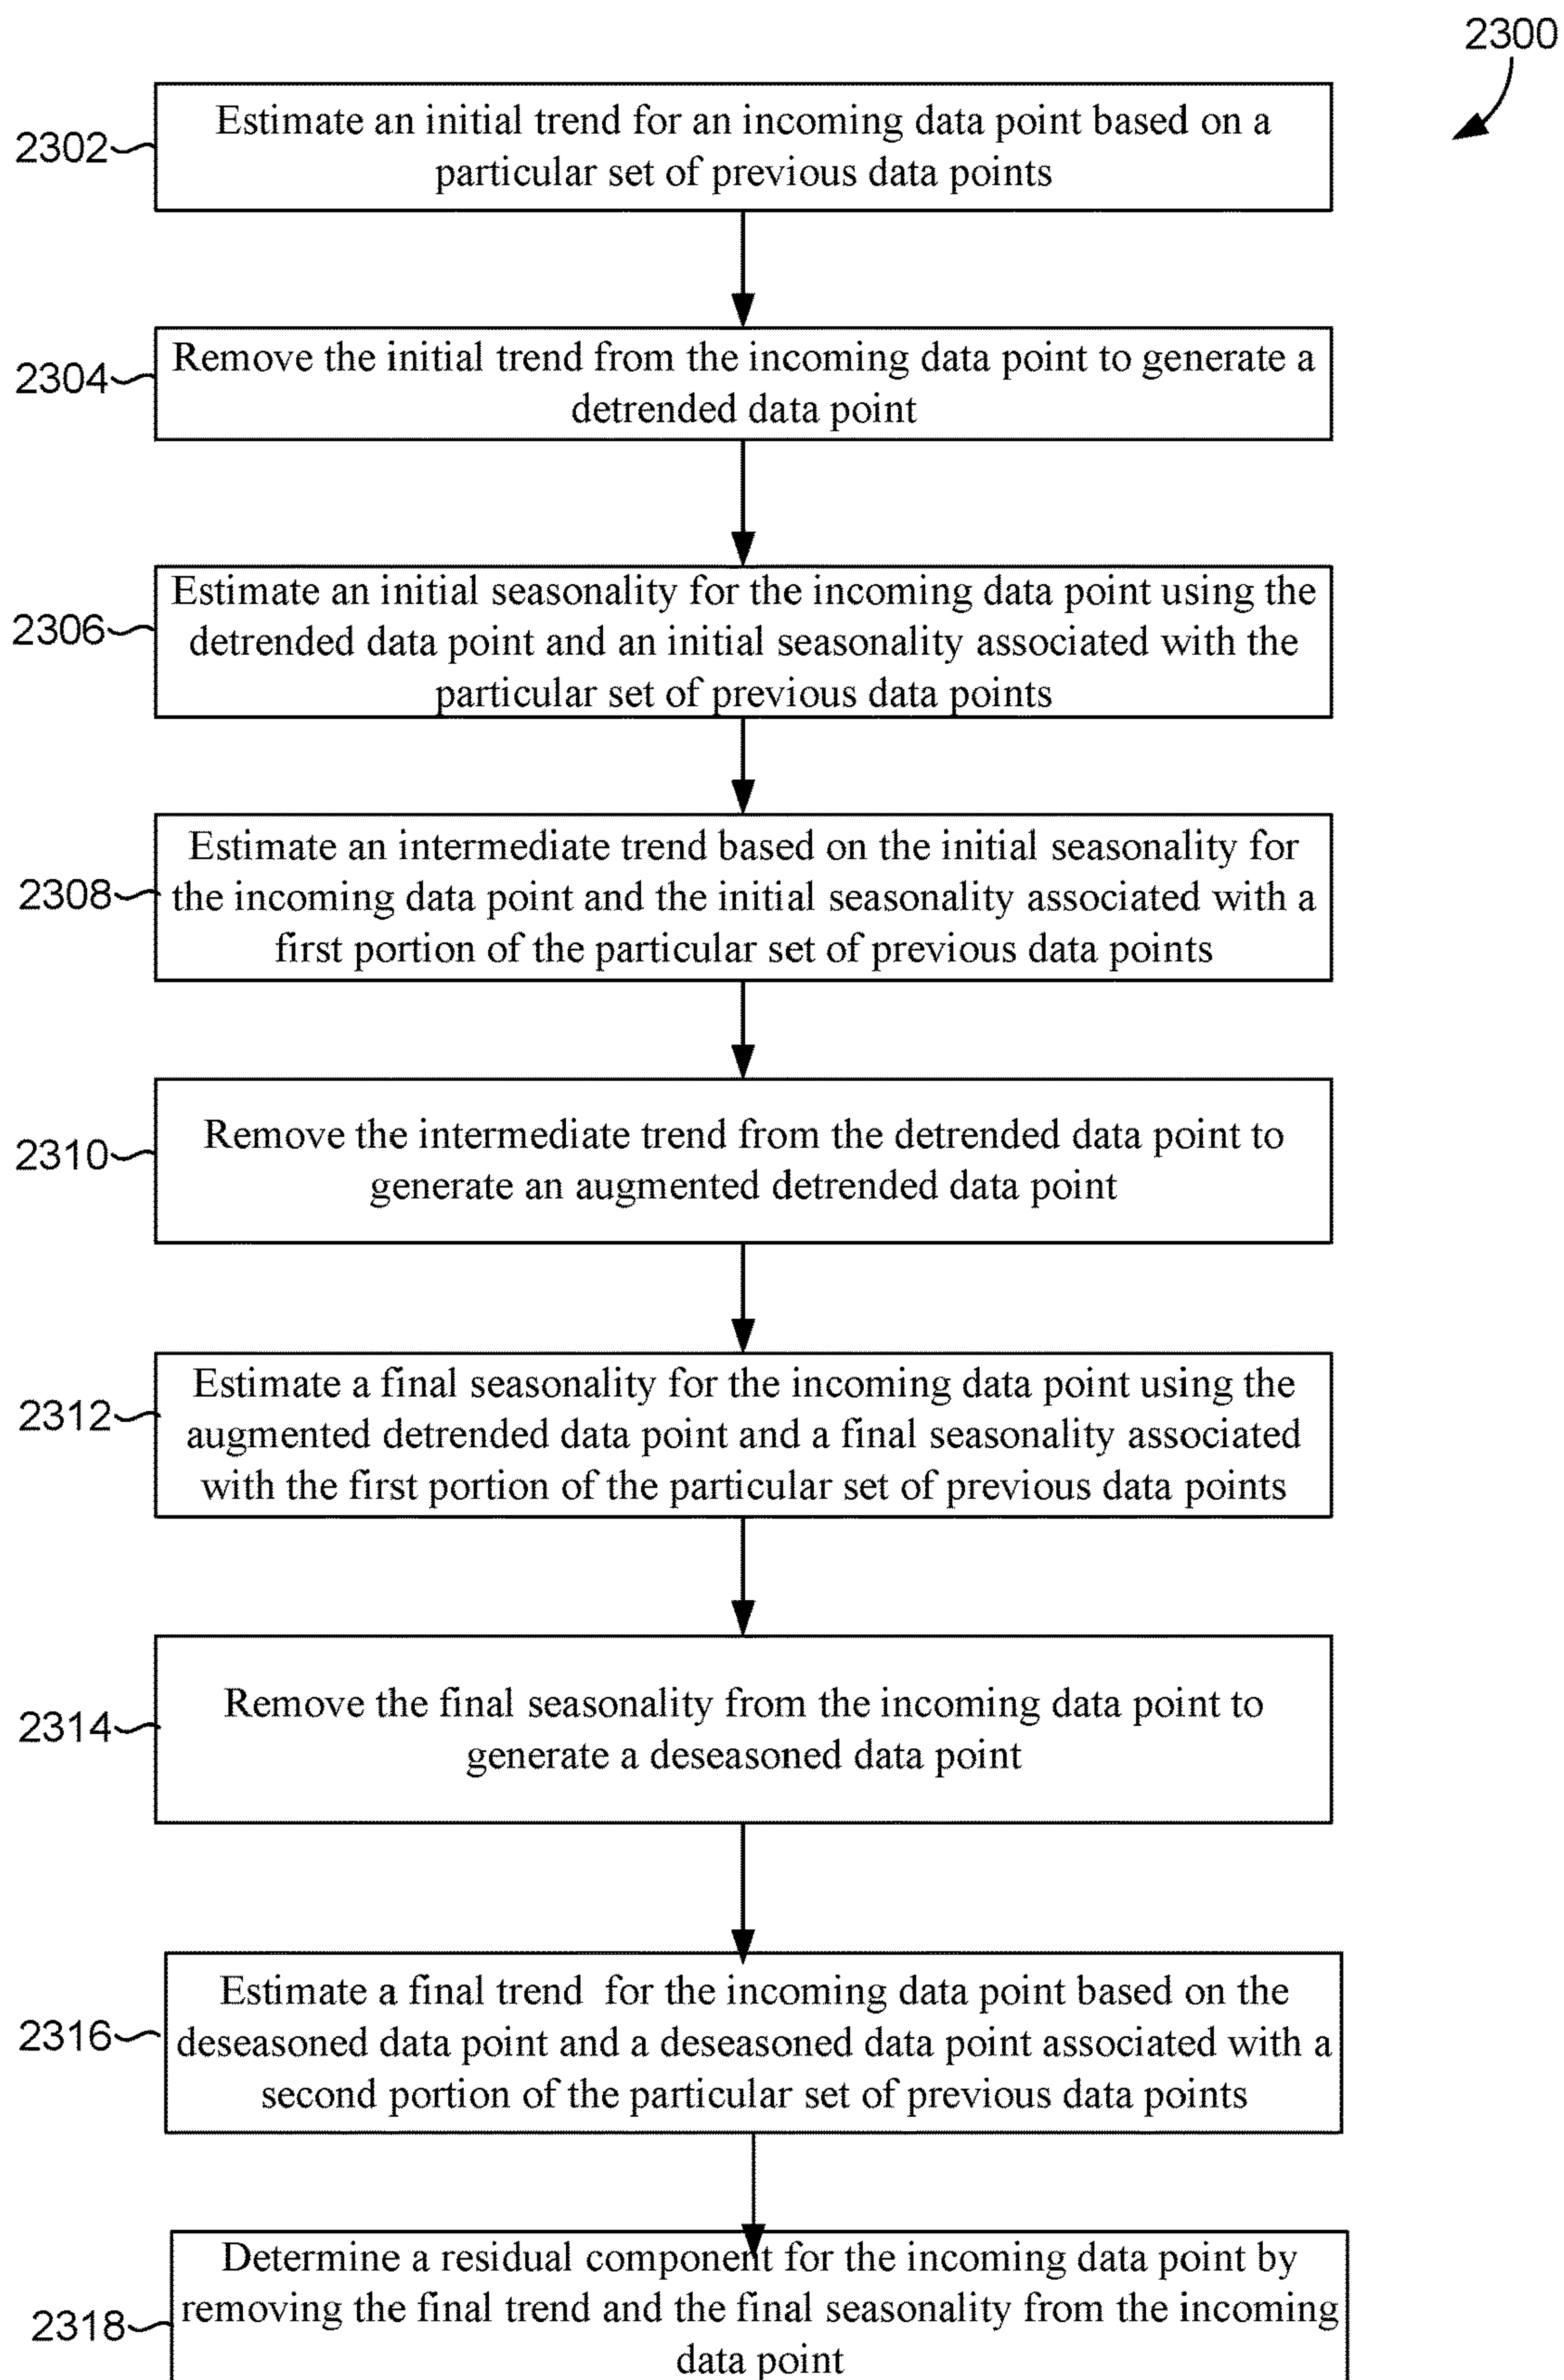 2300
2302
Estimate an initial trend for an incoming data point based on a
particular set of previous data points
2304
Remove the initial trend from the incoming data point to generate a
detrended data point
2306
Estimate an initial seasonality for the incoming data point using the
detrended data point and an initial seasonality associated with the
particular set of previous data points
2308
Estimate an intermediate trend based on the initial seasonality for
the incoming data point and the initial seasonality associated with a
first portion of the particular set of previous data points
2310
Remove the intermediate trend from the detrended data point to
generate an augmented detrended data point
2312
Estimate a final seasonality for the incoming data point using the
augmented detrended data point and a final seasonality associated
with the first portion of the particular set of previous data points
2314
Remove the final seasonality from the incoming data point to
generate a deseasoned data point
2316
Estimate a final trend for the incoming data point based on the
deseasoned data point and a deseasoned data point associated with a
second portion of the particular set of previous data points
2318
Determine a residual component for the incoming data point by
removing the final trend and the final seasonality from the incoming
data point